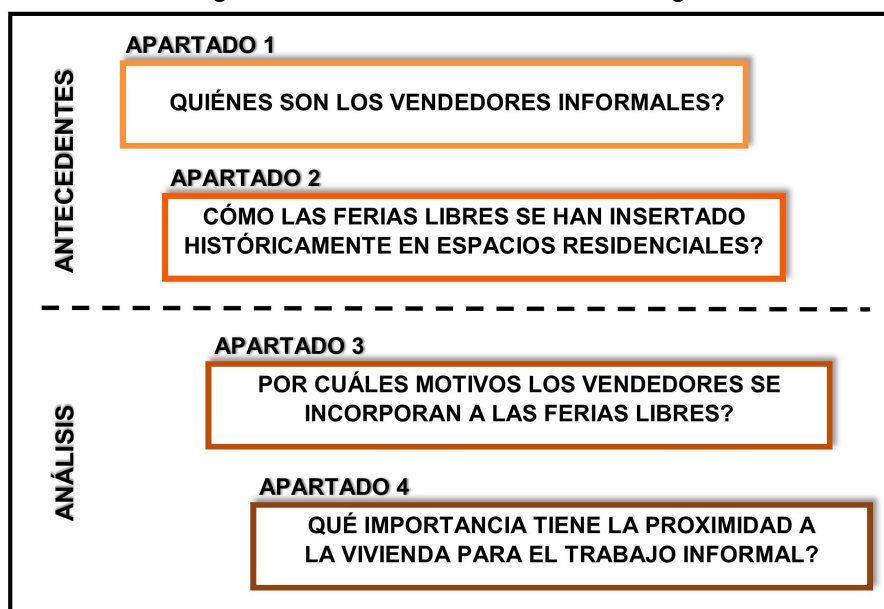 ANTECEDENTES
APARTADO 1
QUIÉNES SON LOS VENDEDORES INFORMALES?
APARTADO 2
CÓMO LAS FERIAS LIBRES SE HAN INSERTADO
HISTÓRICAMENTE EN ESPACIOS RESIDENCIALES?
ANÁLISIS
APARTADO 3
POR CUÁLES MOTIVOS LOS VENDEDORES SE
INCORPORAN A LAS FERIAS LIBRES?
APARTADO 4
QUÉ IMPORTANCIA TIENE LA PROXIMIDAD A
LA VIVIENDA PARA EL TRABAJO INFORMAL?